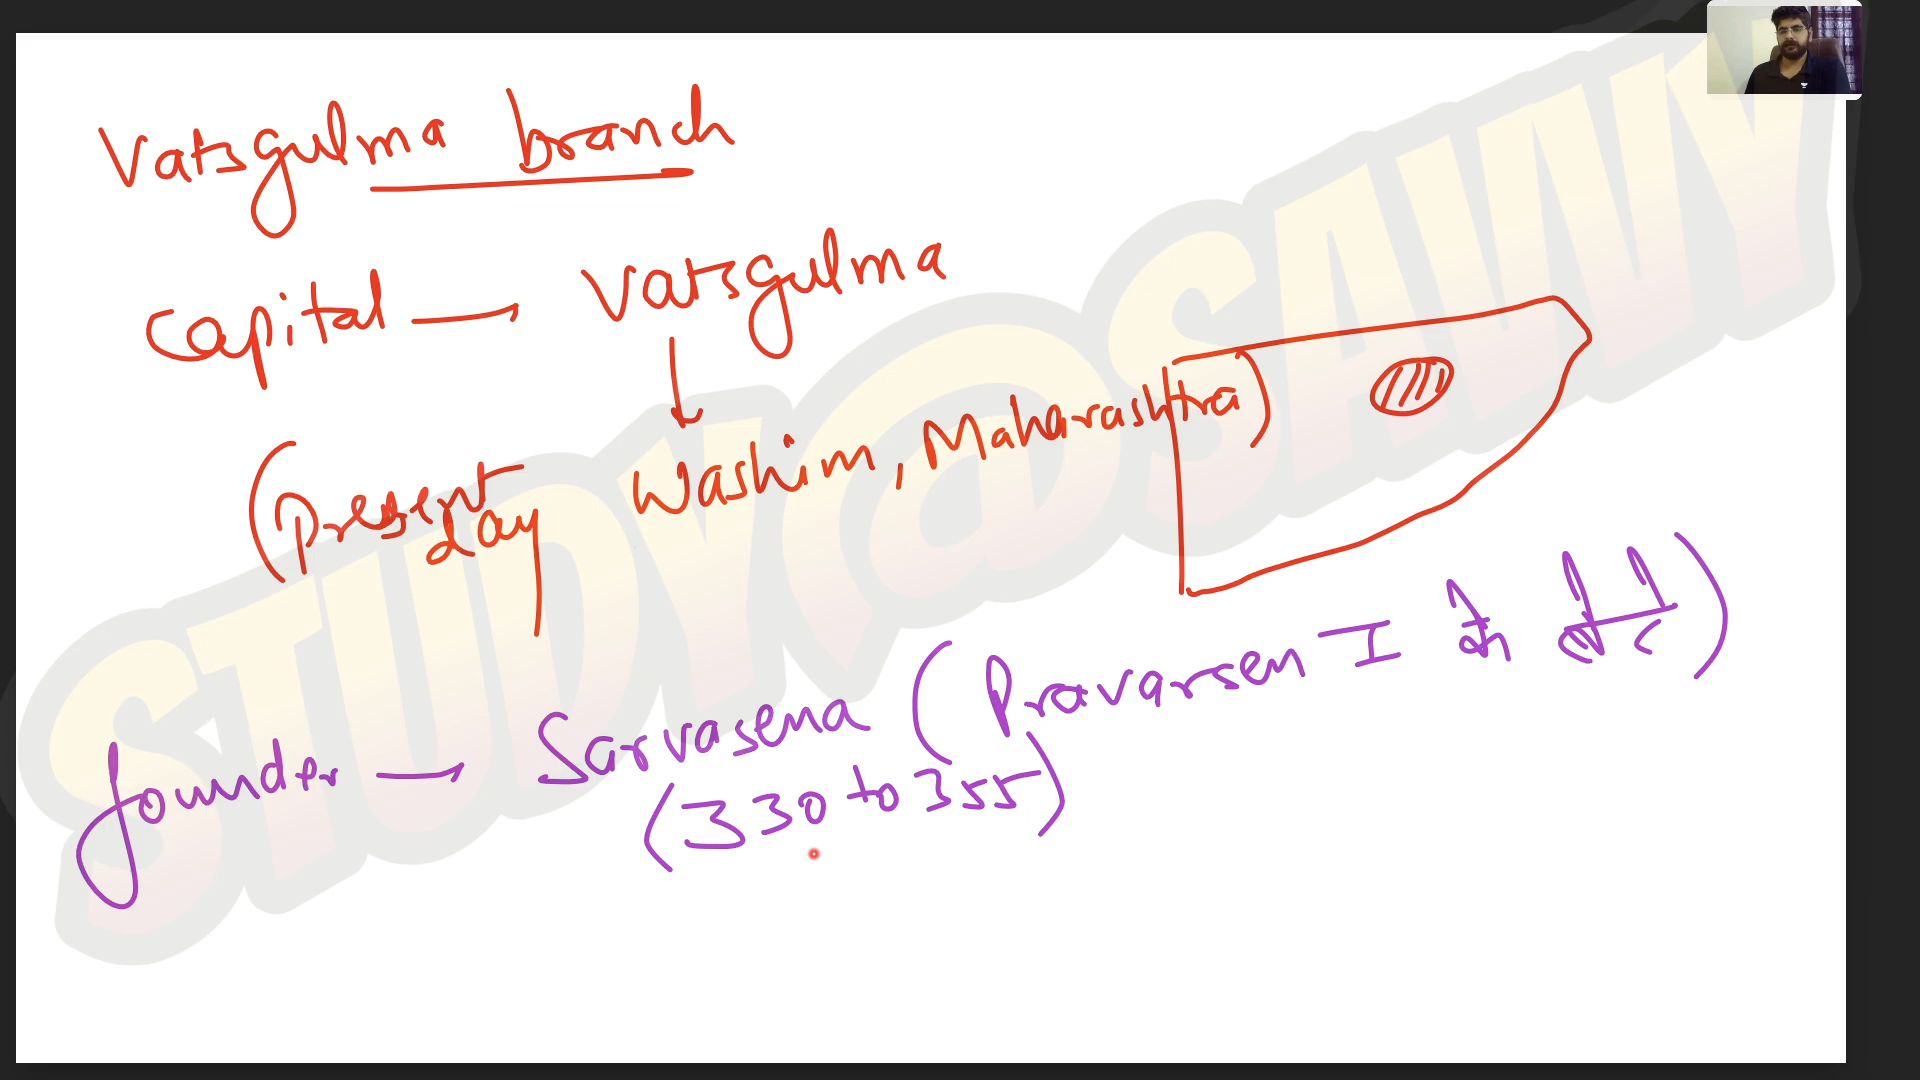 Vatsgulma branch
Capital → Vatsgulma
(Present day Washim, Maharashtra)
founder → Sarvasena (Pravarsen I
(330 to 355)
STUDY@SAVVY